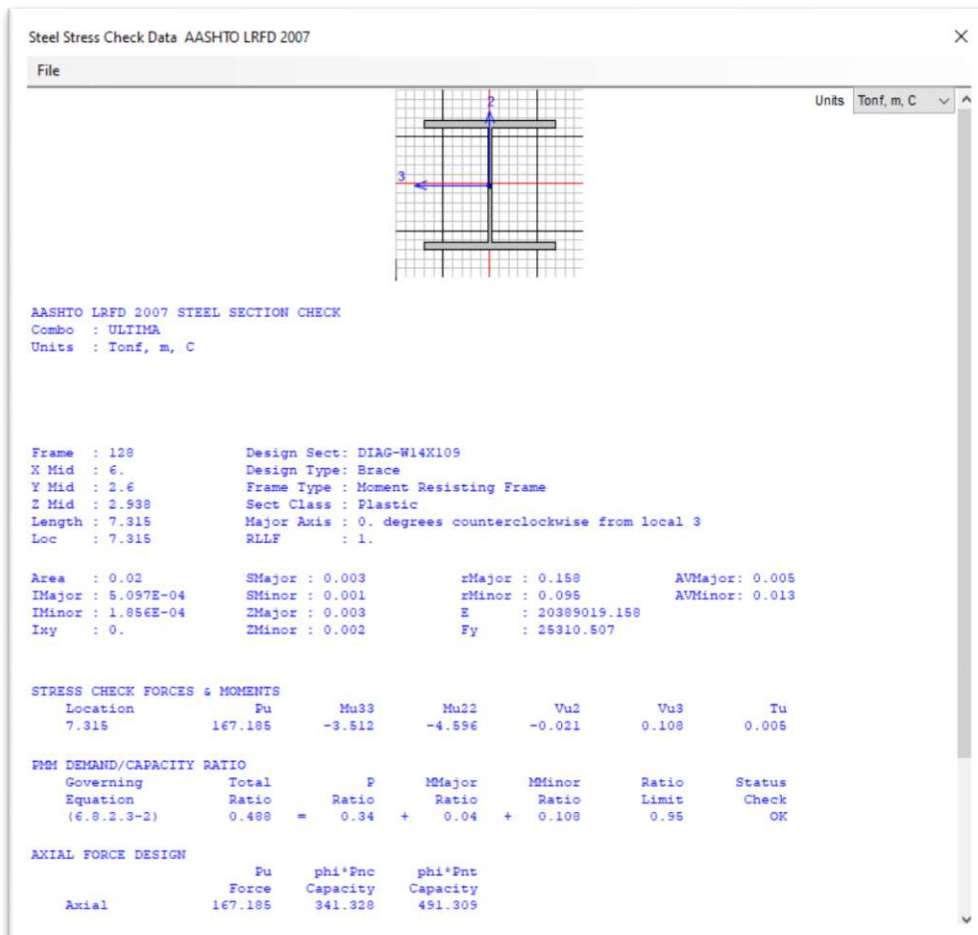 Steel Stress Check Data AASHTO LRFD 2007
File
Units Tonf, m, C
2
3
AASHTO LRFD 2007 STEEL SECTION CHECK
Combo : ULTIMA
Units : Tonf, m, C
Frame : 128 Design Sect: DIAG-W14X109
X Mid : 6. Design Type: Brace
Y Mid : 2.6 Frame Type : Moment Resisting Frame
Z Mid : 2.938 Sect Class : Plastic
Length : 7.315 Major Axis : 0. degrees counterclockwise from local 3
Loc : 7.315 RLLF : 1.
Area : 0.02 SMajor : 0.003 rMajor : 0.158 AVMajor: 0.005
IMajor : 5.097E-04 SMinor : 0.001 rMinor : 0.095 AVMinor: 0.013
IMinor : 1.856E-04 ZMajor : 0.003 E : 20389019.158
Ixy : 0. ZMinor : 0.002 Fy : 25310.507
STRESS CHECK FORCES & MOMENTS
Location Pu Mu33 Mu22 Vu2 Vu3 Tu
7.315 167.185 -3.512 -4.596 -0.021 0.108 0.005
PMM DEMAND/CAPACITY RATIO
Governing Total P MMajor MMinor Ratio Status
Equation Ratio Ratio Ratio Ratio Limit Check
(6.8.2.3-2) 0.488 = 0.34 + 0.04 + 0.108 0.95 OK
AXIAL FORCE DESIGN
Pu phi*Pnc phi*Pnt
Force Capacity Capacity
Axial 167.185 341.328 491.309